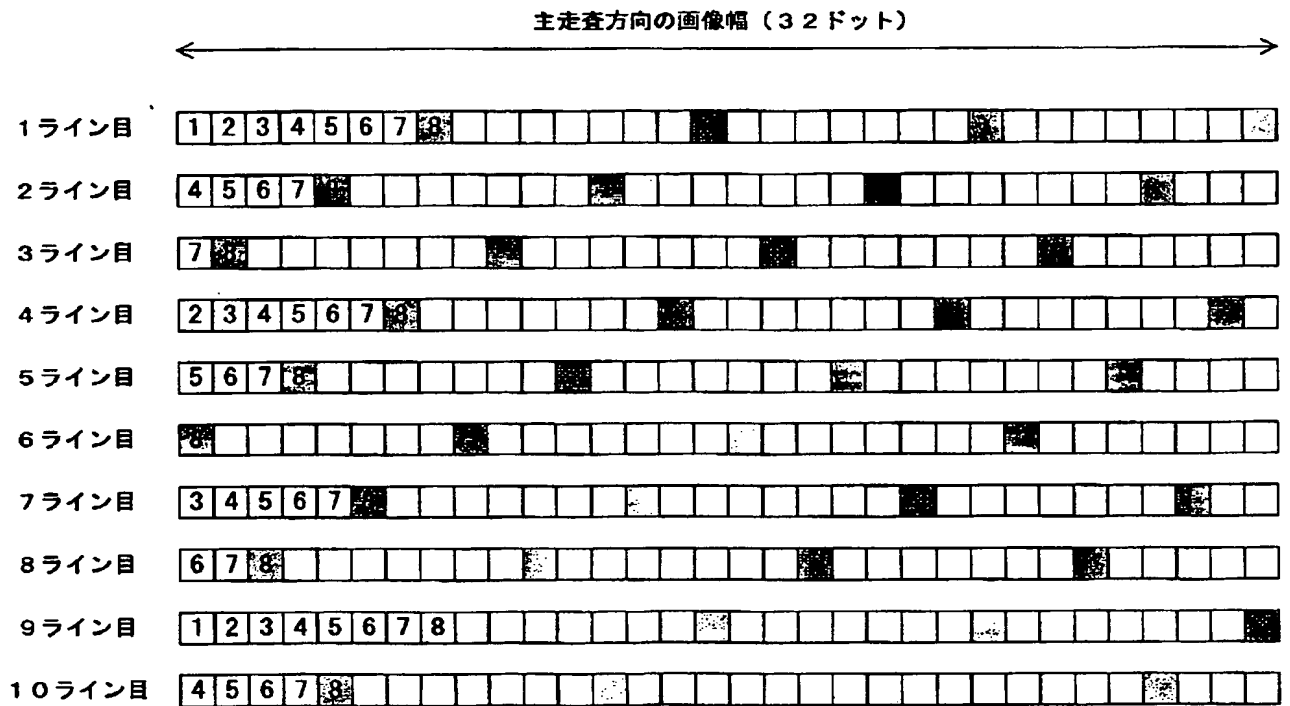 主走査方向の画像幅（３２ドット）
１ライン目 1 2 3 4 5 6 7 8
２ライン目 4 5 6 7
３ライン目 7 8
４ライン目 2 3 4 5 6 7 8
５ライン目 5 6 7 8
６ライン目 8
７ライン目 3 4 5 6 7
８ライン目 6 7 8
９ライン目 1 2 3 4 5 6 7 8
１０ライン目 4 5 6 7 8